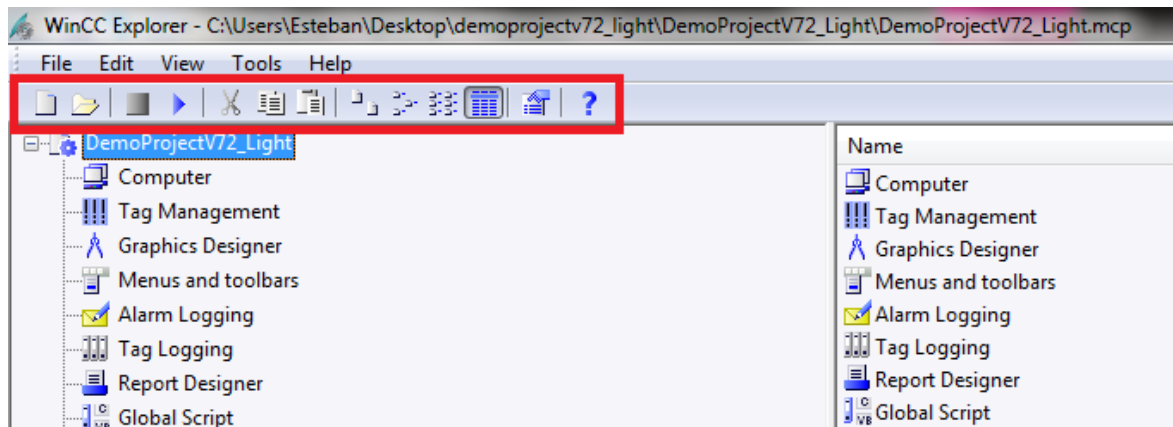 WinCC Explorer - C:\Users\Esteban\Desktop\demoprojectv72_light\DemoProjectV72_Light\DemoProjectV72_Light.mcp
File Edit View Tools Help
DemoProjectV72_Light
Computer
Tag Management
Graphics Designer
Menus and toolbars
Alarm Logging
Tag Logging
Report Designer
Global Script
Name
Computer
Tag Management
Graphics Designer
Menus and toolbars
Alarm Logging
Tag Logging
Report Designer
Global Script